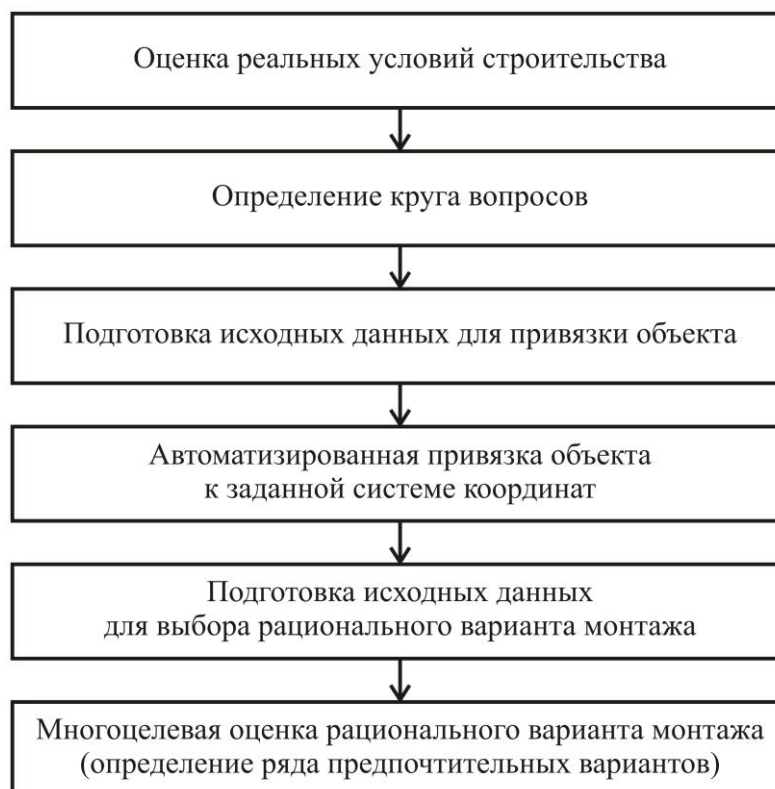 Оценка реальных условий строительства
Определение круга вопросов
Подготовка исходных данных для привязки объекта
Автоматизированная привязка объекта
к заданной системе координат
Подготовка исходных данных
для выбора рационального варианта монтажа
Многоцелевая оценка рационального варианта монтажа
(определение ряда предпочтительных вариантов)